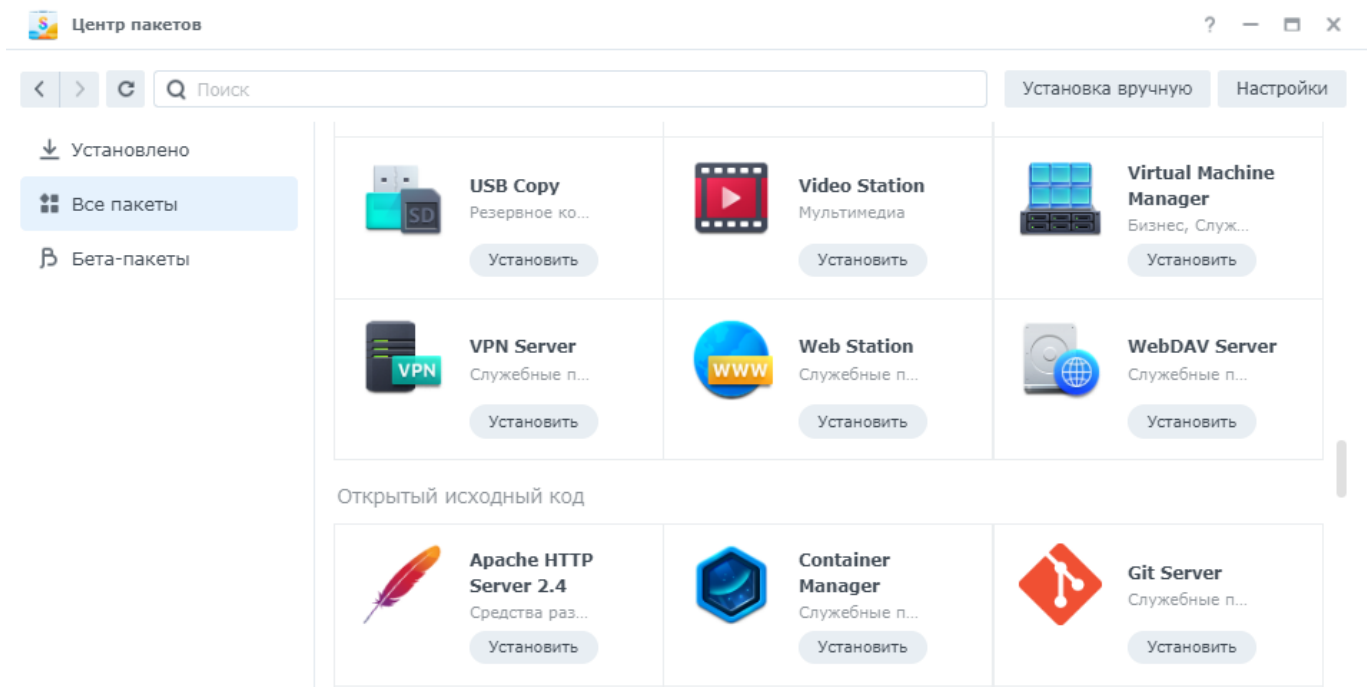 Центр пакетов
?
Поиск
Установка вручную
Настройки
Установлено
Все пакеты
Бета-пакеты
SD
USB Copy
Резервное ко...
Установить
Video Station
Мультимедиа
Установить
Virtual Machine
Manager
Бизнес, Служ...
Установить
VPN
VPN Server
Служебные п...
Установить
WWW
Web Station
Служебные п...
Установить
WebDAV Server
Служебные п...
Установить
Открытый исходный код
Apache HTTP
Server 2.4
Средства раз...
Установить
Container
Manager
Служебные п...
Установить
Git Server
Служебные п...
Установить